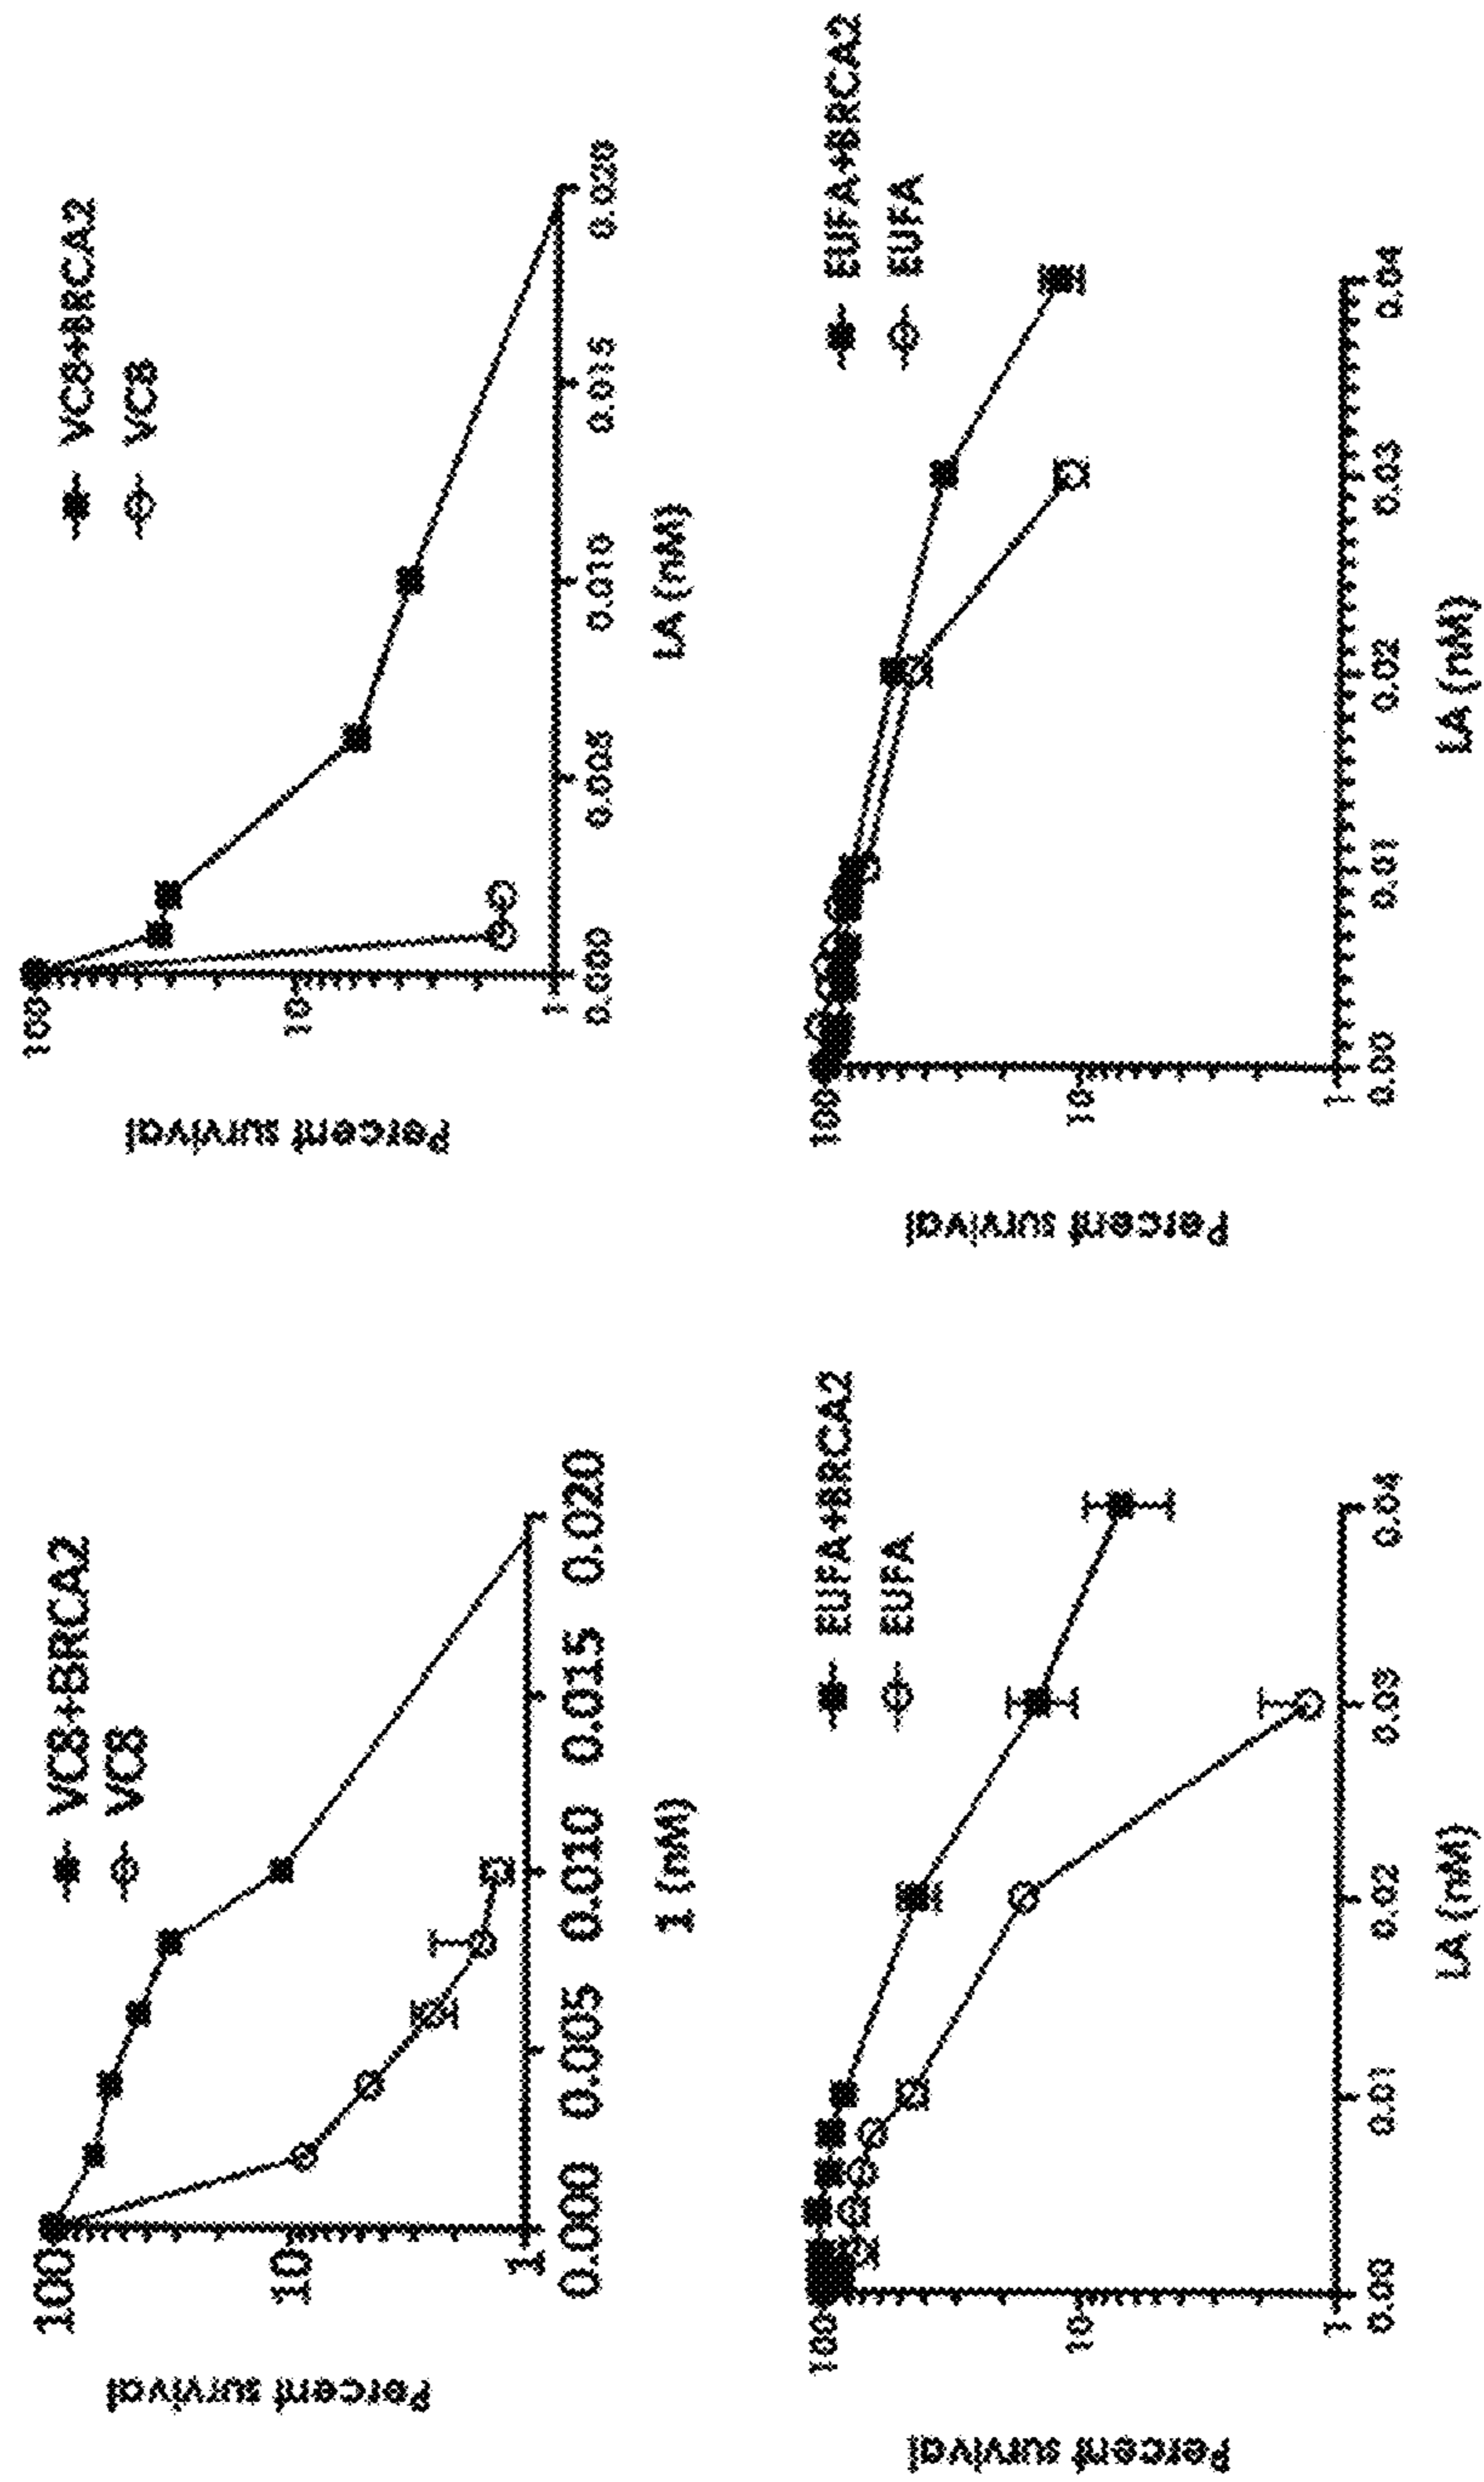 VC8+BRCA2
VC8
Percent survival
100
10
1
0.000 0.005 0.010 0.015 0.020
1 (nM)
VC8+BRCA2
VC8
Percent survival
100
10
1
0.000 0.005 0.010 0.015 0.020
LA (nM)
EUFA+BRCA2
EUFA
Percent survival
100
10
1
0.00 0.01 0.02 0.03 0.04
LA (nM)
EUFA+BRCA2
EUFA
Percent survival
100
10
1
0.00 0.01 0.02 0.03 0.04
LA (nM)